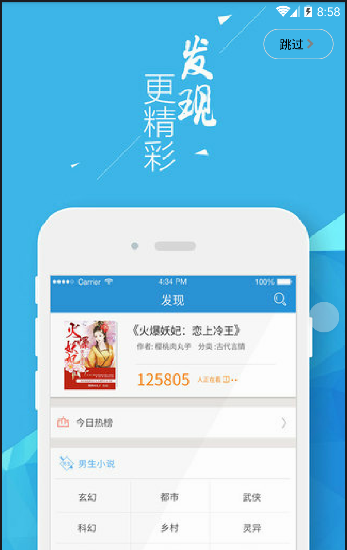 8:58
跳过
发现
更精彩
Carrier
4:34 PM
100%
发现
火爆妖妃
《火爆妖妃：恋上冷王》
作者:樱桃肉丸子 分类:古代言情
125805 人正在看
今日热榜
男生小说
玄幻 都市 武侠
科幻 乡村 灵异